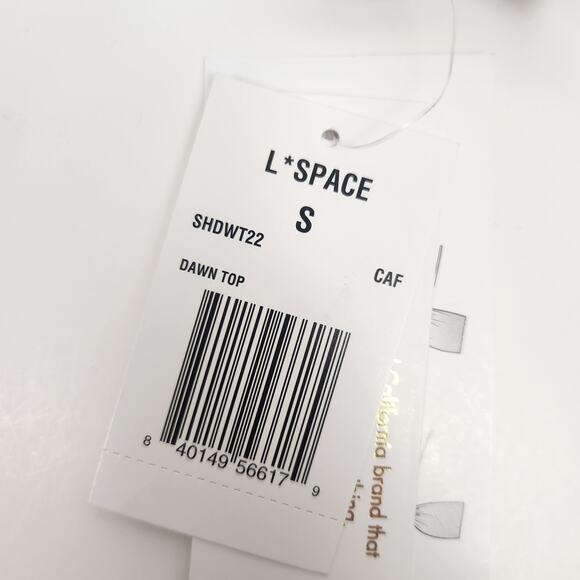 L*SPACE
S
SHDWT22
DAWN TOP
CAF
8 40149 56617 9
California brand that